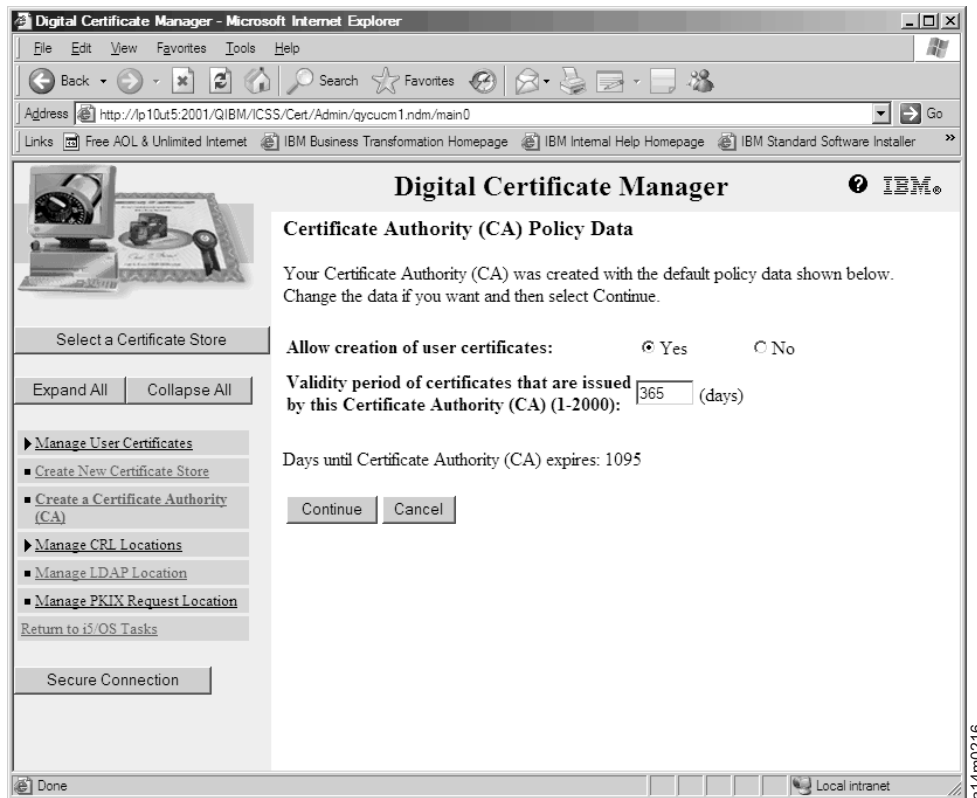 Digital Certificate Manager - Microsoft Internet Explorer
File Edit View Favorites Tools Help
Back Search Favorites
Address http://lp10ut5:2001/QIBM/ICSS/Cert/Admin/qycucm1.ndm/main0 Go
Links Free AOL & Unlimited Internet IBM Business Transformation Homepage IBM Internal Help Homepage IBM Standard Software Installer »
Digital Certificate Manager
? IBM®
Select a Certificate Store
Expand All Collapse All
Manage User Certificates
Create New Certificate Store
Create a Certificate Authority
(CA)
Manage CRL Locations
Manage LDAP Location
Manage PKIX Request Location
Return to i5/OS Tasks
Secure Connection
Certificate Authority (CA) Policy Data
Your Certificate Authority (CA) was created with the default policy data shown below.
Change the data if you want and then select Continue.
Allow creation of user certificates: Yes No
Validity period of certificates that are issued
by this Certificate Authority (CA) (1-2000): 365 (days)
Days until Certificate Authority (CA) expires: 1095
Continue Cancel
Done Local intranet